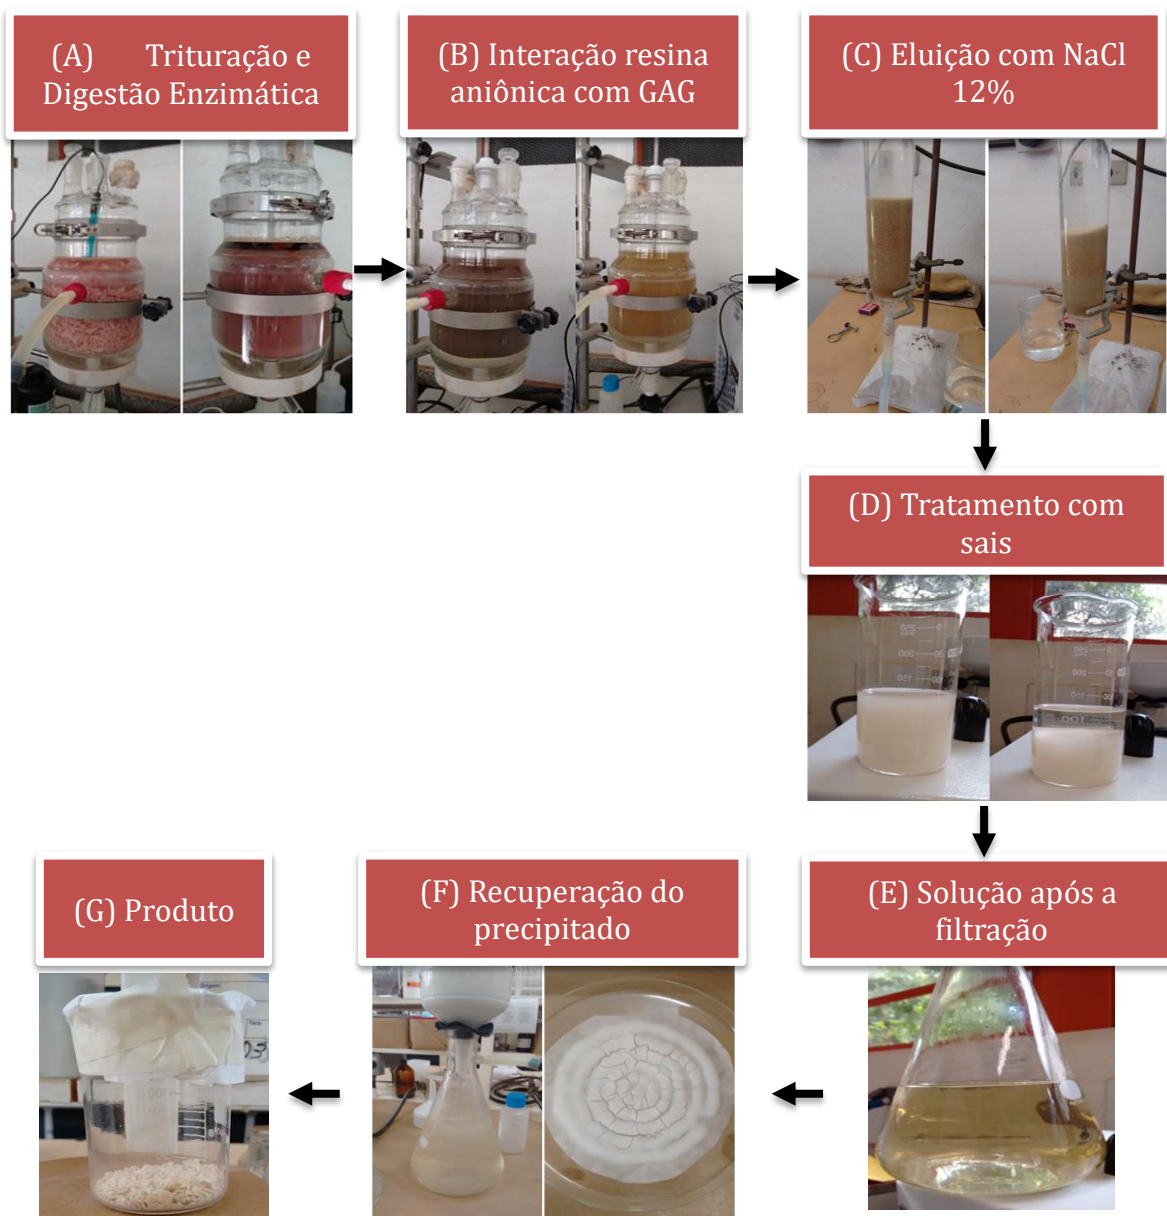 (A) Trituração e
Digestão Enzimática
(B) Interação resina
aniônica com GAG
(C) Eluição com NaCl
12%
(D) Tratamento com
sais
(E) Solução após a
filtração
(F) Recuperação do
precipitado
(G) Produto